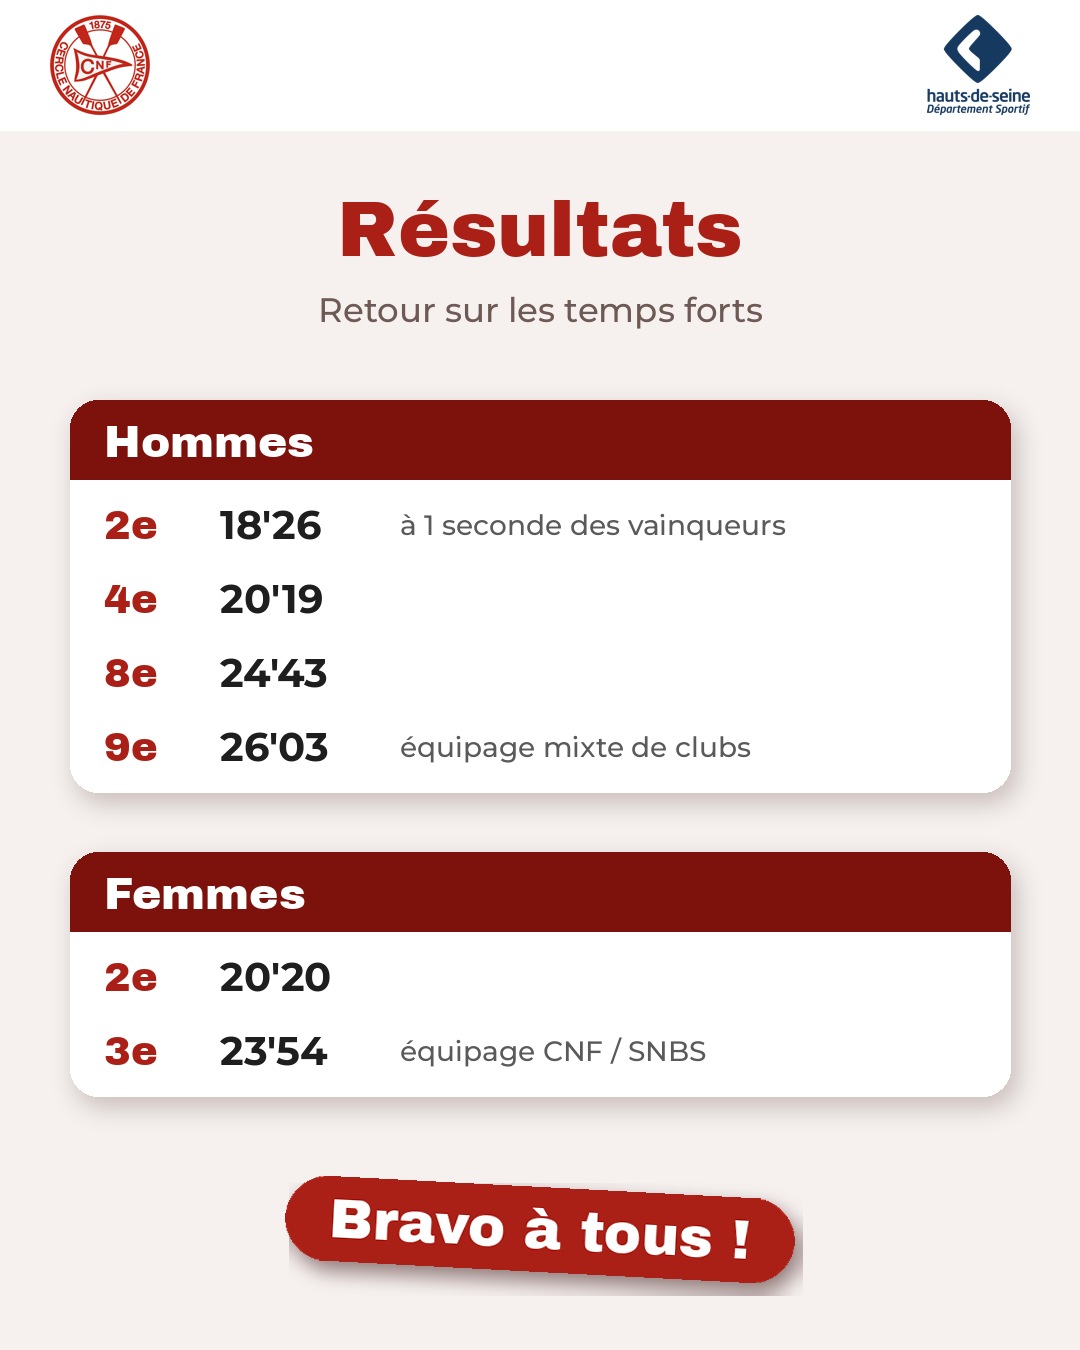 1875
CERCLE NAUTIQUE DE FRANCE
CNF
hauts-de-seine
Département Sportif
Résultats
Retour sur les temps forts
Hommes
2e 18'26 à 1 seconde des vainqueurs
4e 20'19
8e 24'43
9e 26'03 équipage mixte de clubs
Femmes
2e 20'20
3e 23'54 équipage CNF / SNBS
Bravo à tous !